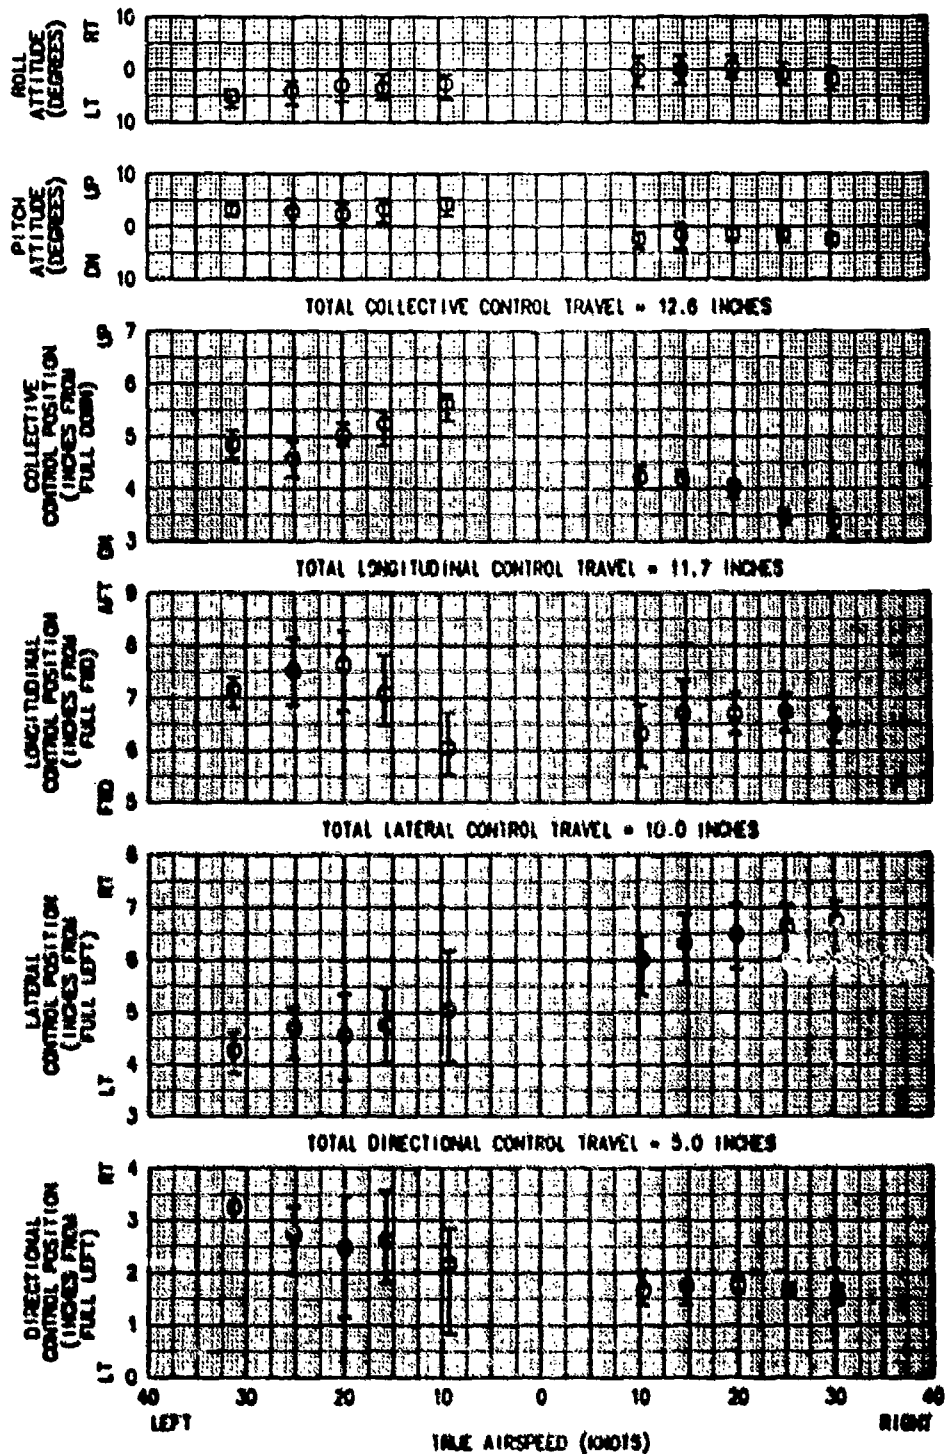 ROLL
ATTITUDE
(DEGREES)
LT RT
10
0
10
PITCH
ATTITUDE
(DEGREES)
DN UP
10
0
10
TOTAL COLLECTIVE CONTROL TRAVEL = 12.6 INCHES
COLLECTIVE
CONTROL POSITION
(INCHES FROM
FULL DOWN)
DN UP
7
6
5
4
3
TOTAL LONGITUDINAL CONTROL TRAVEL = 11.7 INCHES
LONGITUDINAL
CONTROL POSITION
(INCHES FROM
FULL FWD)
FWD AFT
9
8
7
6
5
TOTAL LATERAL CONTROL TRAVEL = 10.0 INCHES
LATERAL
CONTROL POSITION
(INCHES FROM
FULL LEFT)
LT RT
8
7
6
5
4
3
TOTAL DIRECTIONAL CONTROL TRAVEL = 5.0 INCHES
DIRECTIONAL
CONTROL POSITION
(INCHES FROM
FULL LEFT)
LT RT
4
3
2
1
0
40 30 20 10 0 10 20 30 40
LEFT RIGHT
TRUE AIRSPEED (KNOTS)